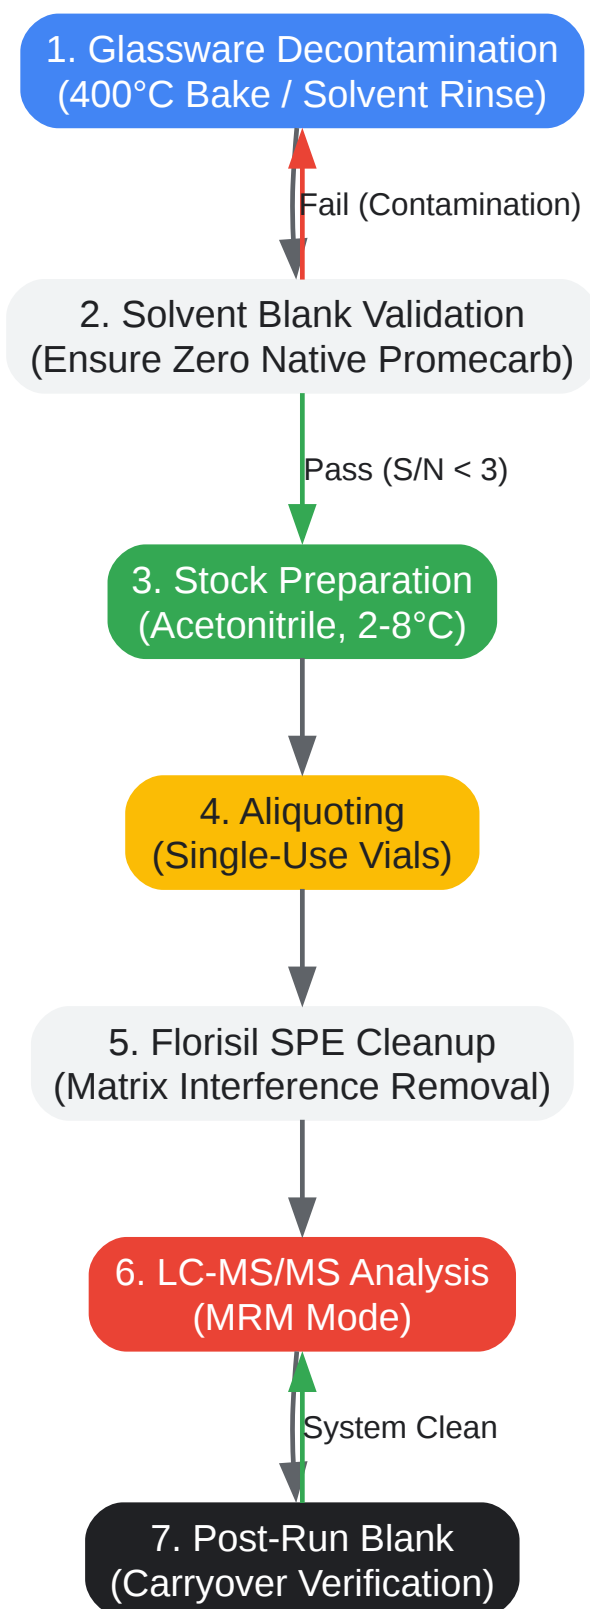 1. Glassware Decontamination
(400°C Bake / Solvent Rinse)
Fail (Contamination)
2. Solvent Blank Validation
(Ensure Zero Native Promecarb)
Pass (S/N < 3)
3. Stock Preparation
(Acetonitrile, 2-8°C)
4. Aliquoting
(Single-Use Vials)
5. Florisil SPE Cleanup
(Matrix Interference Removal)
6. LC-MS/MS Analysis
(MRM Mode)
System Clean
7. Post-Run Blank
(Carryover Verification)